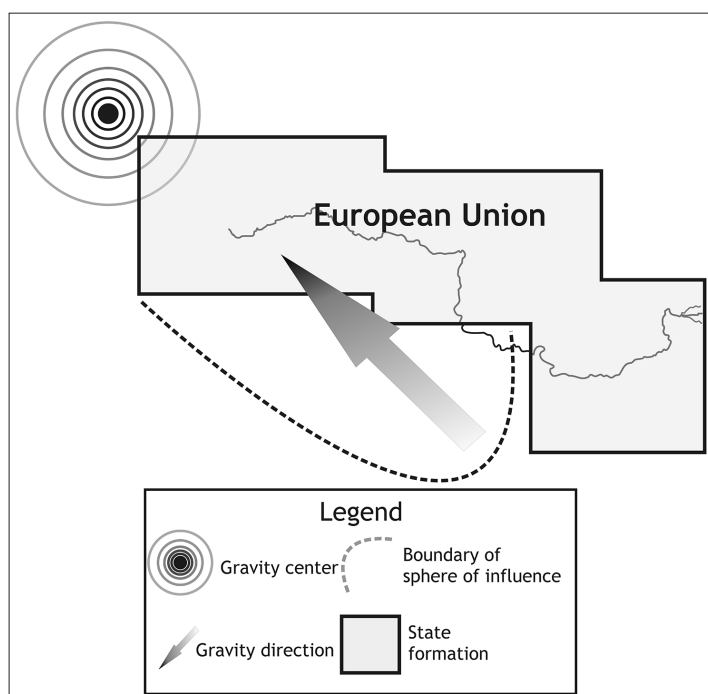 European Union
Legend
Gravity center
Boundary of
sphere of influence
Gravity direction
State
formation